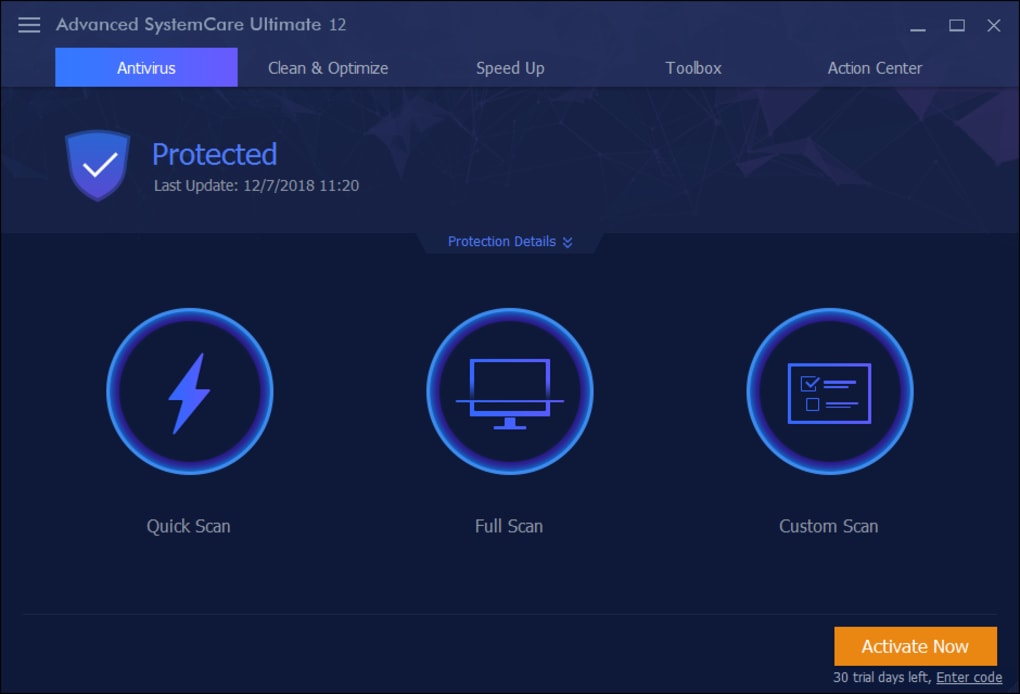 Advanced SystemCare Ultimate 12
Antivirus Clean & Optimize Speed Up Toolbox Action Center
Protected
Last Update: 12/7/2018 11:20
Protection Details
Quick Scan Full Scan Custom Scan
Activate Now
30 trial days left, Enter code